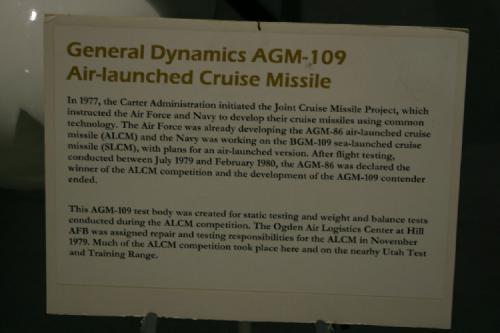 General Dynamics AGM-109
Air-launched Cruise Missile
In 1977, the Carter Administration initiated the Joint Cruise Missile Project, which
instructed the Air Force and Navy to develop their cruise missiles using common
technology. The Air Force was already developing the AGM-86 air-launched cruise
missile (ALCM) and the Navy was working on the BGM-109 sea-launched cruise
missile (SLCM), with plans for an air-launched version. After flight testing,
conducted between July 1979 and February 1980, the AGM-86 was declared the
winner of the ALCM competition and the development of the AGM-109 contender
ended.
This AGM-109 test body was created for static testing and weight and balance tests
conducted during the ALCM competition. The Ogden Air Logistics Center at Hill
AFB was assigned repair and testing responsibilities for the ALCM in November
1979. Much of the ALCM competition took place here and on the nearby Utah Test
and Training Range.